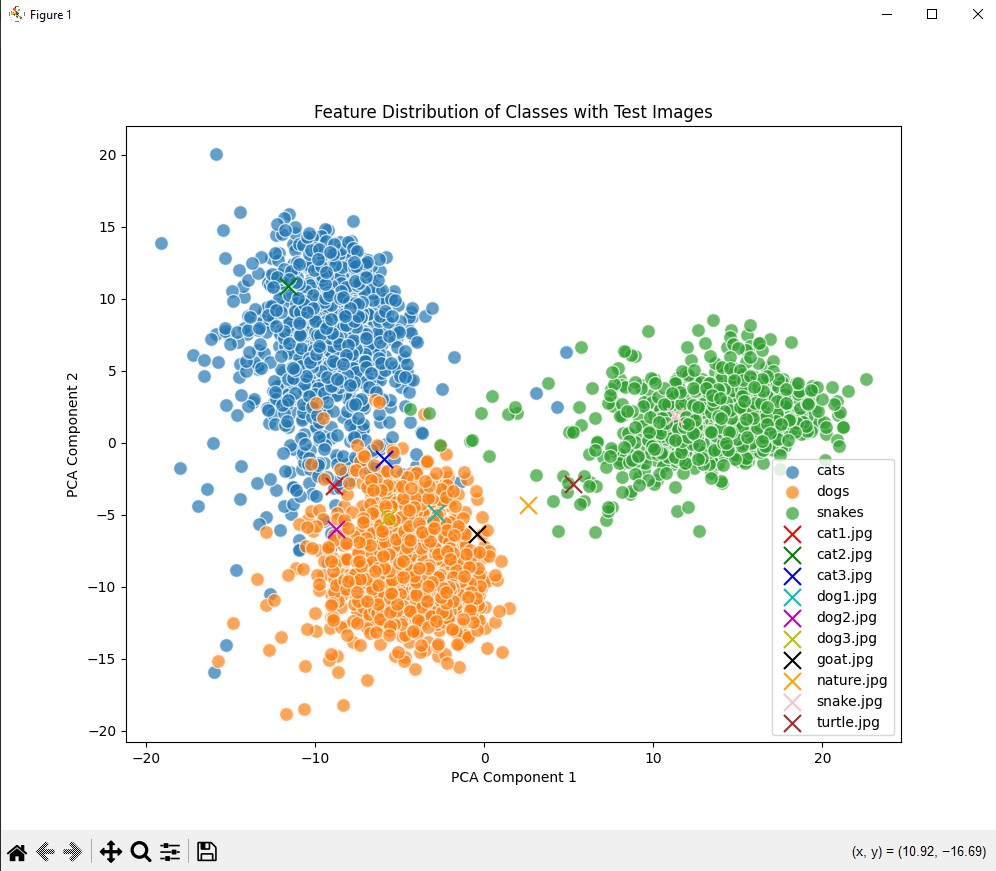 Figure 1
Feature Distribution of Classes with Test Images
20
15
10
5
0
−5
−10
−15
−20
PCA Component 2
−20
−10
0
10
20
PCA Component 1
cats
dogs
snakes
cat1.jpg
cat2.jpg
cat3.jpg
dog1.jpg
dog2.jpg
dog3.jpg
goat.jpg
nature.jpg
snake.jpg
turtle.jpg
(x, y) = (10.92, −16.69)